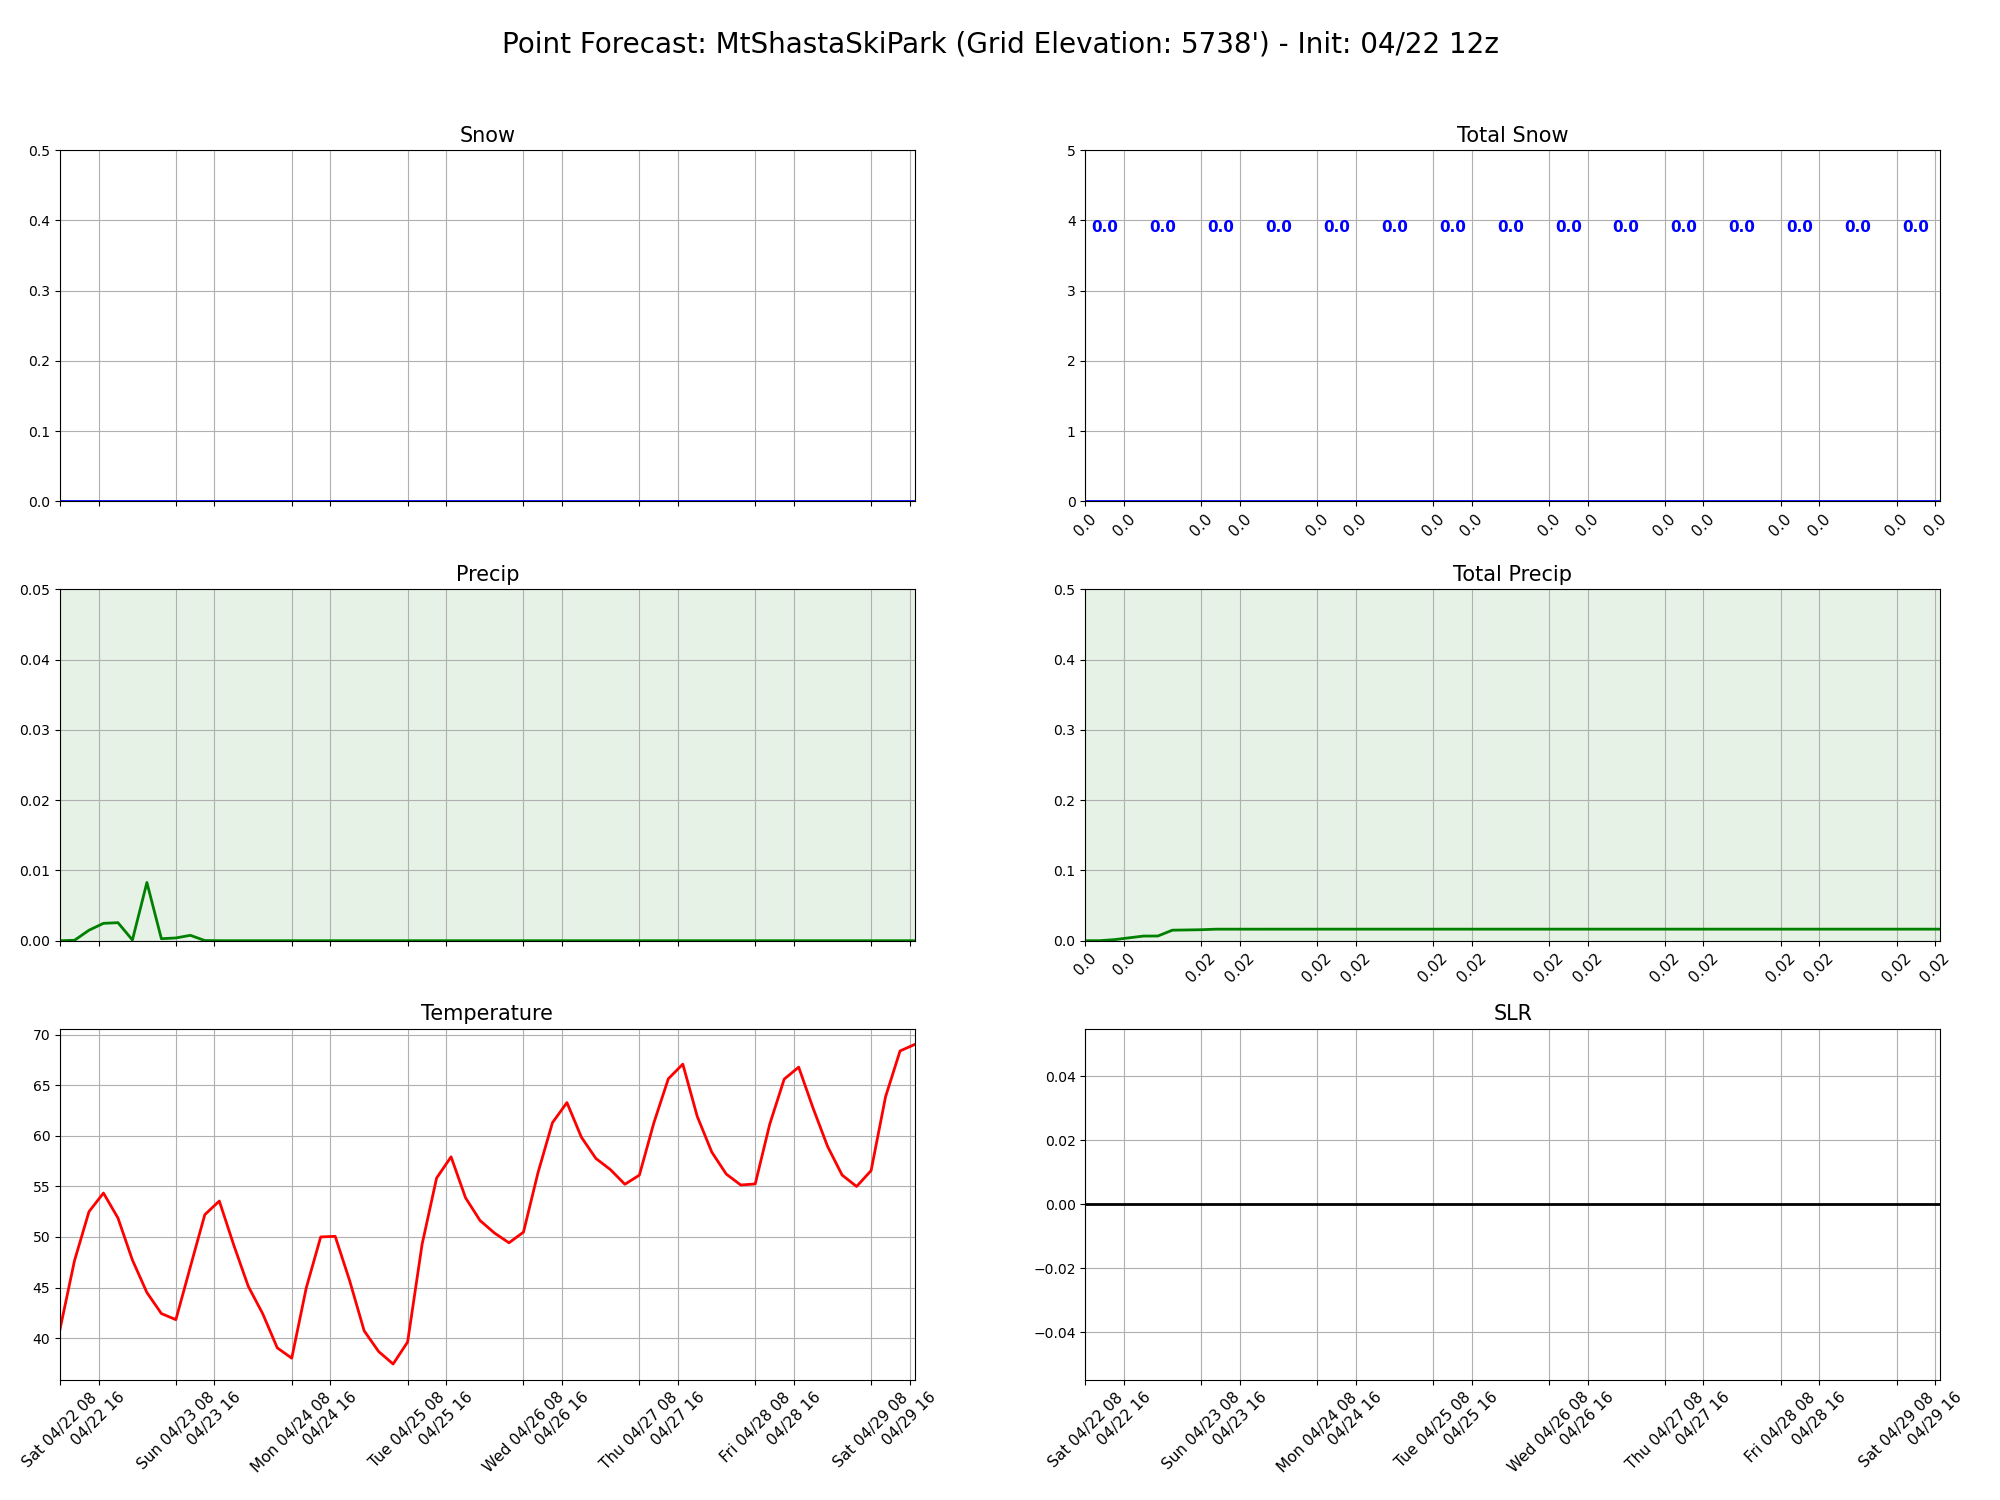 Point Forecast: MtShastaSkiPark (Grid Elevation: 5738') - Init: 04/22 12z
Snow
0.5
0.4
0.3
0.2
0.1
0.0
Total Snow
5
4
3
2
1
0
0.0 0.0 0.0 0.0 0.0 0.0 0.0 0.0 0.0 0.0 0.0 0.0 0.0 0.0 0.0
0.0 0.0 0.0 0.0 0.0 0.0 0.0 0.0 0.0 0.0 0.0 0.0 0.0 0.0 0.0 0.0
Precip
0.05
0.04
0.03
0.02
0.01
0.00
Total Precip
0.5
0.4
0.3
0.2
0.1
0.0
0.0 0.0 0.02 0.02 0.02 0.02 0.02 0.02 0.02 0.02 0.02 0.02 0.02 0.02 0.02 0.02
Temperature
70
65
60
55
50
45
40
Sat 04/22 08
04/22 16
Sun 04/23 08
04/23 16
Mon 04/24 08
04/24 16
Tue 04/25 08
04/25 16
Wed 04/26 08
04/26 16
Thu 04/27 08
04/27 16
Fri 04/28 08
04/28 16
Sat 04/29 08
04/29 16
SLR
0.04
0.02
0.00
−0.02
−0.04
Sat 04/22 08
04/22 16
Sun 04/23 08
04/23 16
Mon 04/24 08
04/24 16
Tue 04/25 08
04/25 16
Wed 04/26 08
04/26 16
Thu 04/27 08
04/27 16
Fri 04/28 08
04/28 16
Sat 04/29 08
04/29 16